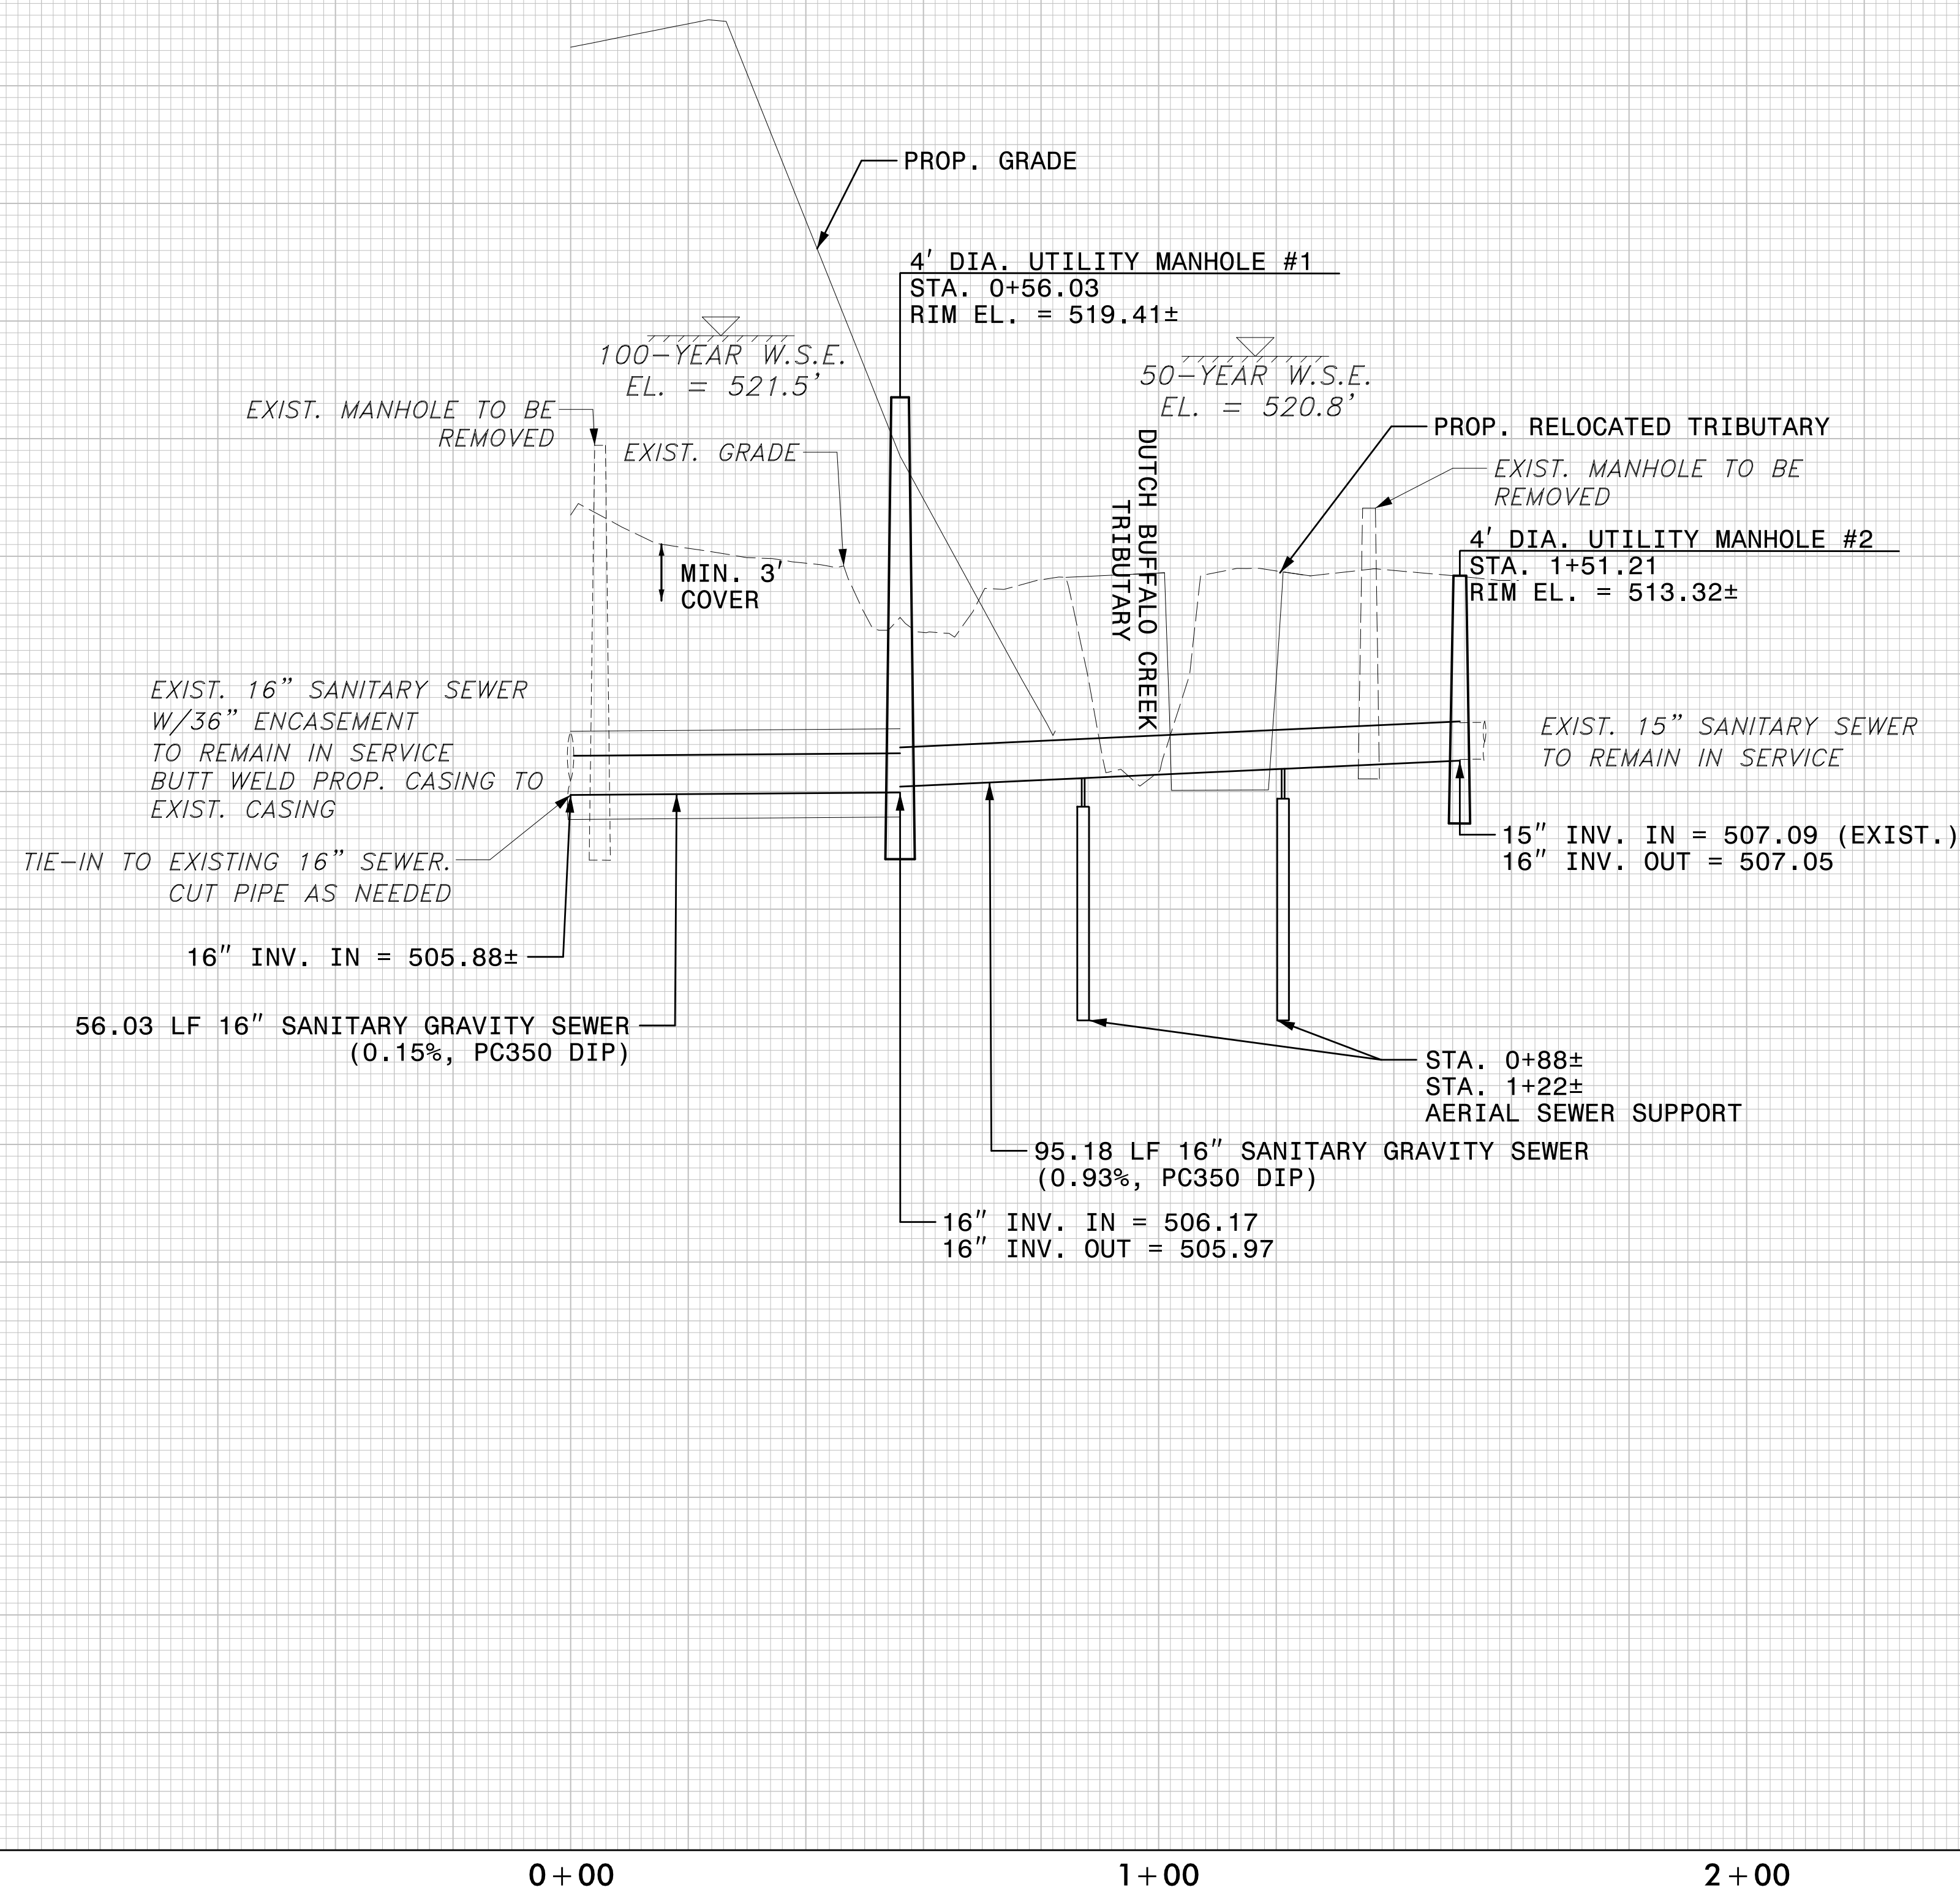 PROP. GRADE
4' DIA. UTILITY MANHOLE #1
STA. 0+56.03
RIM EL. = 519.41±
100-YEAR W.S.E.
EL. = 521.5'
50-YEAR W.S.E.
EL. = 520.8'
EXIST. MANHOLE TO BE
REMOVED
EXIST. GRADE
PROP. RELOCATED TRIBUTARY
EXIST. MANHOLE TO BE
REMOVED
DUTCH BUFFALO CREEK
TRIBUTARY
4' DIA. UTILITY MANHOLE #2
STA. 1+51.21
RIM EL. = 513.32±
MIN. 3'
COVER
EXIST. 16" SANITARY SEWER
W/36" ENCASEMENT
TO REMAIN IN SERVICE
BUTT WELD PROP. CASING TO
EXIST. CASING
EXIST. 15" SANITARY SEWER
TO REMAIN IN SERVICE
TIE-IN TO EXISTING 16" SEWER.
CUT PIPE AS NEEDED
15" INV. IN = 507.09 (EXIST.)
16" INV. OUT = 507.05
16" INV. IN = 505.88±
56.03 LF 16" SANITARY GRAVITY SEWER
(0.15%, PC350 DIP)
STA. 0+88±
STA. 1+22±
AERIAL SEWER SUPPORT
95.18 LF 16" SANITARY GRAVITY SEWER
(0.93%, PC350 DIP)
16" INV. IN = 506.17
16" INV. OUT = 505.97
0+00
1+00
2+00